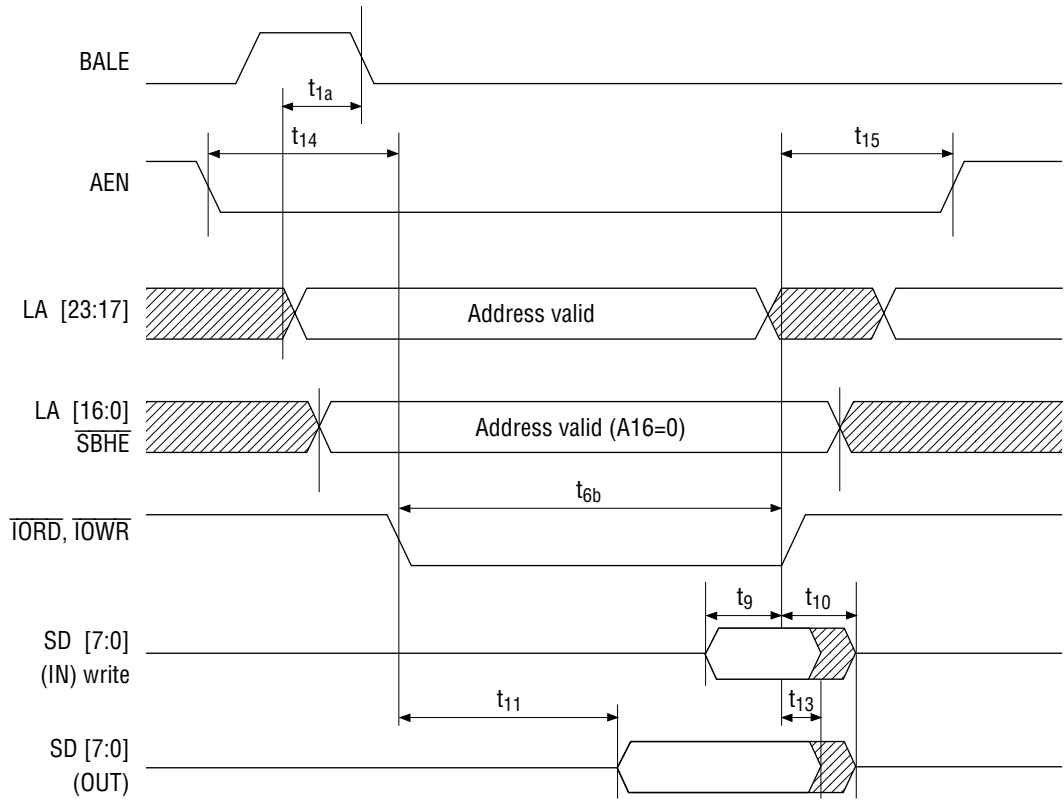 BALE
t1a
t14
t15
AEN
LA [23:17]
Address valid
LA [16:0]
SBHE
Address valid (A16=0)
t6b
IORD, IOWR
t9
t10
SD [7:0]
(IN) write
t13
t11
SD [7:0]
(OUT)